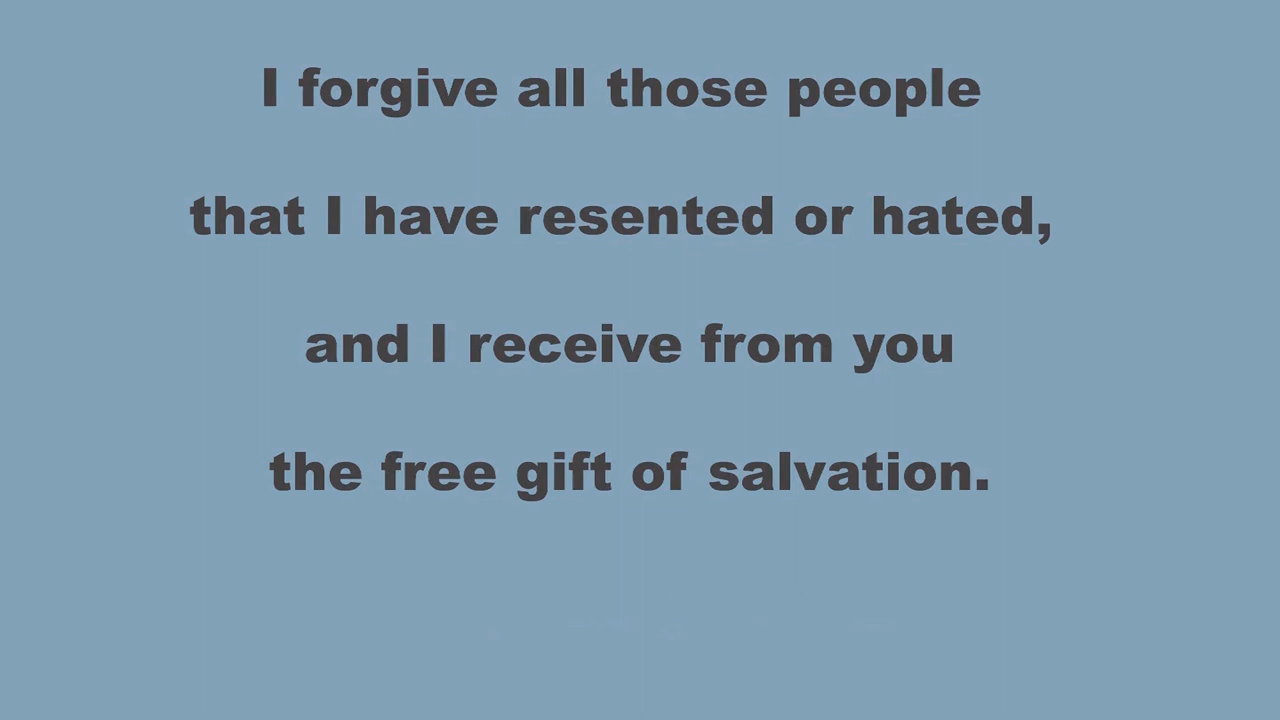 I forgive all those people
that I have resented or hated,
and I receive from you
the free gift of salvation.